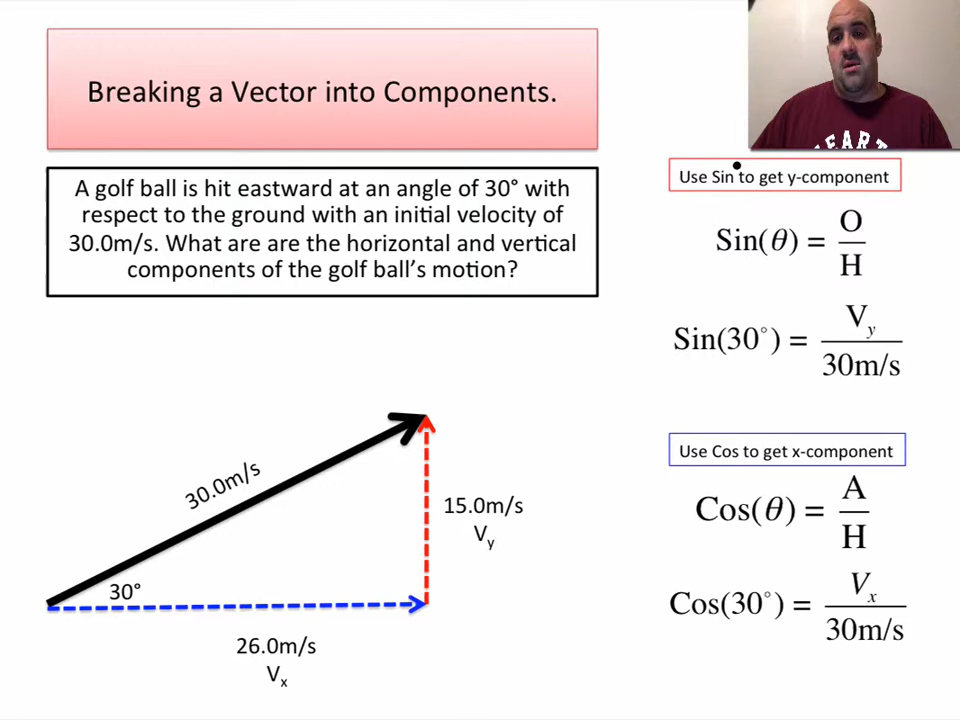 Breaking a Vector into Components.
A golf ball is hit eastward at an angle of 30° with
respect to the ground with an initial velocity of
30.0m/s. What are are the horizontal and vertical
components of the golf ball's motion?
HEART
Use Sin to get y-component
Sin(θ) = O/H
Sin(30°) = Vy/30m/s
30.0m/s
15.0m/s
Vy
30°
26.0m/s
Vx
Use Cos to get x-component
Cos(θ) = A/H
Cos(30°) = Vx/30m/s